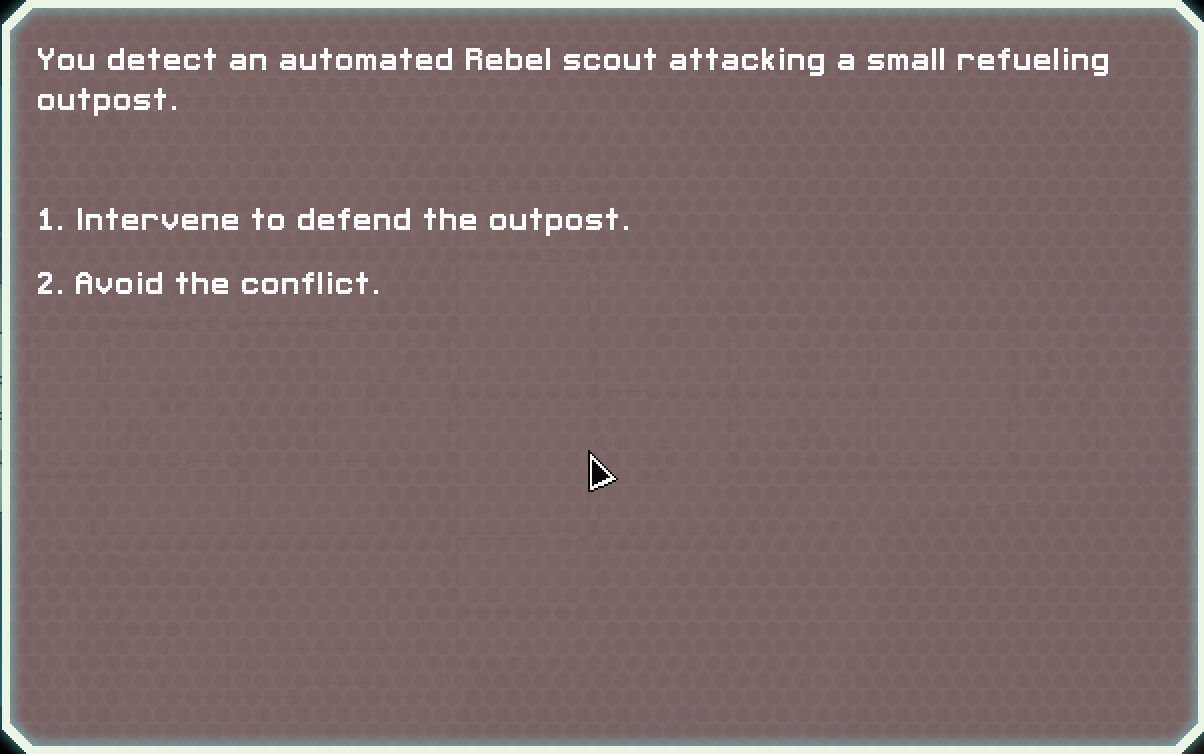 You detect an automated Rebel scout attacking a small refueling
outpost.
1. Intervene to defend the outpost.
2. Avoid the conflict.